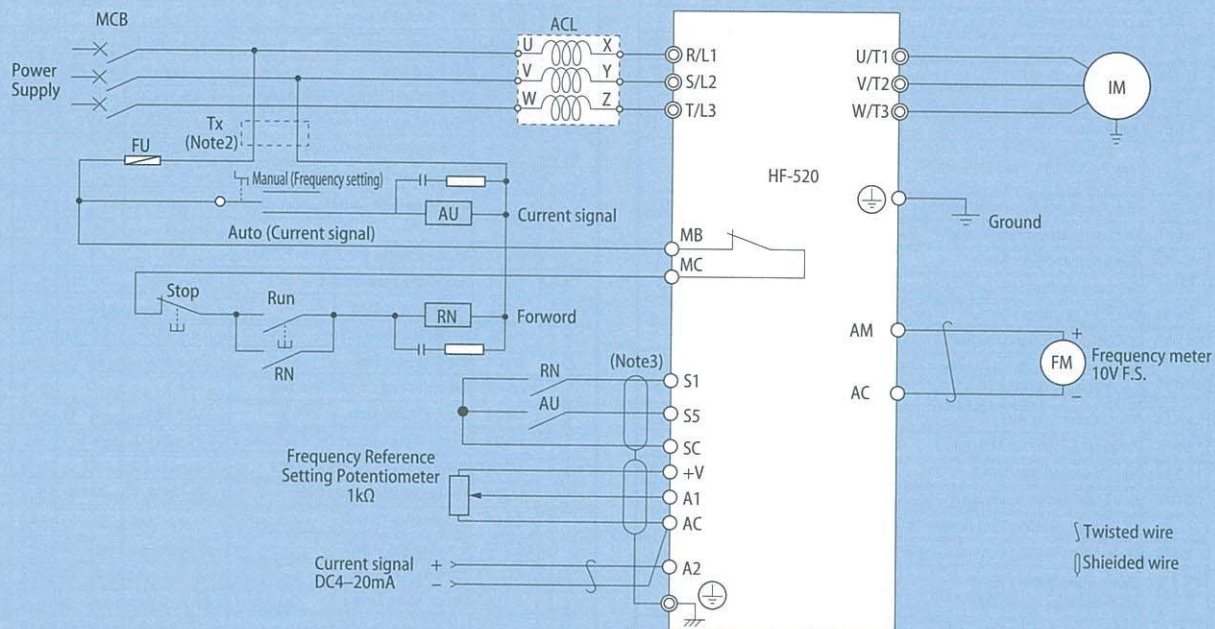 MCB
ACL
Power
Supply
U X
V Y
W Z
R/L1
S/L2
T/L3
U/T1
V/T2
W/T3
IM
Tx
(Note2)
FU
Manual (Frequency setting)
AU
Current signal
Auto (Current signal)
HF-520
Ground
MB
MC
Stop
Run
RN
Forword
RN
AM
AC
+
FM
−
Frequency meter
10V F.S.
(Note3)
RN
AU
S1
S5
SC
Frequency Reference
Setting Potentiometer
1kΩ
+V
A1
AC
Current signal +
DC4–20mA −
A2
Twisted wire
Shieided wire